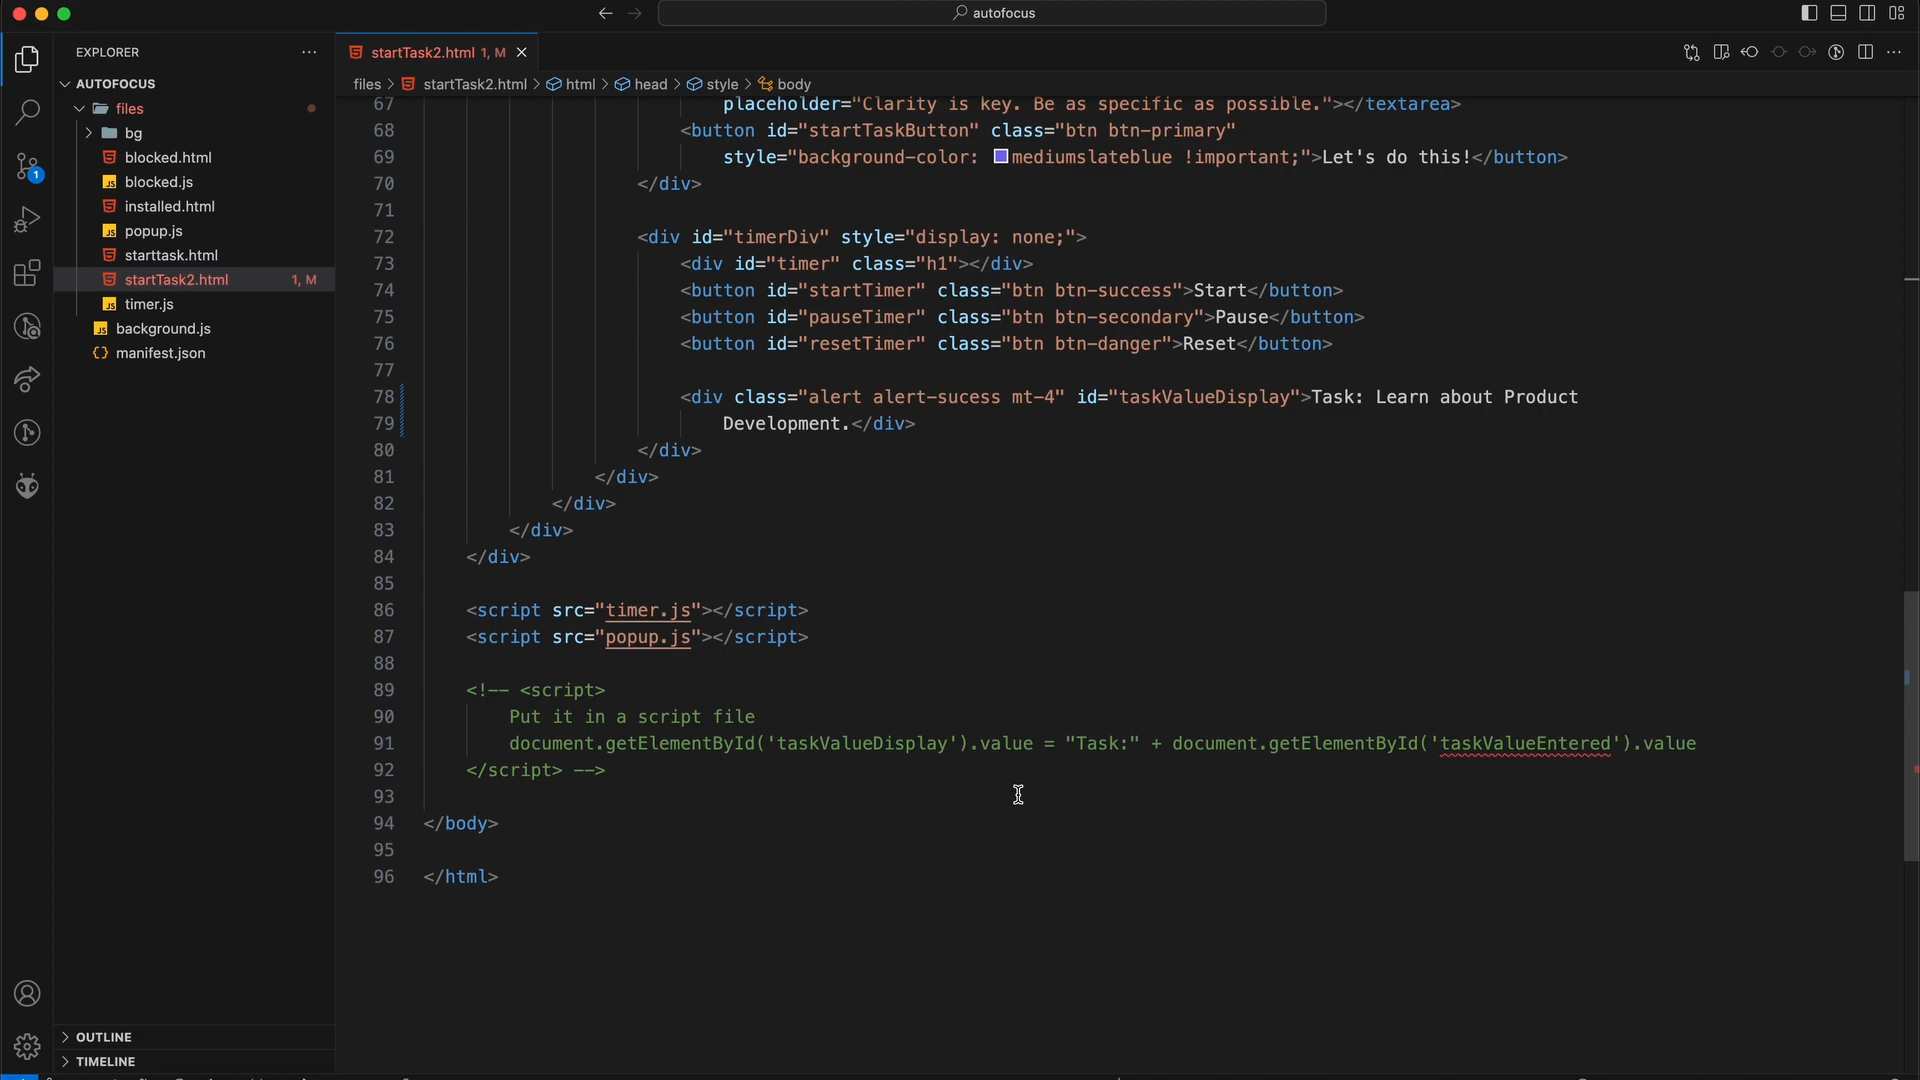 autofocus
EXPLORER
AUTOFOCUS
files
bg
blocked.html
blocked.js
installed.html
popup.js
starttask.html
startTask2.html 1, M
timer.js
background.js
manifest.json
OUTLINE
TIMELINE
1
startTask2.html 1, M
files > startTask2.html > html > head > style > body
67 placeholder="Clarity is key. Be as specific as possible."></textarea>
68 <button id="startTaskButton" class="btn btn-primary"
69 style="background-color: mediumslateblue !important;">Let's do this!</button>
70 </div>
71
72 <div id="timerDiv" style="display: none;">
73 <div id="timer" class="h1"></div>
74 <button id="startTimer" class="btn btn-success">Start</button>
75 <button id="pauseTimer" class="btn btn-secondary">Pause</button>
76 <button id="resetTimer" class="btn btn-danger">Reset</button>
77
78 <div class="alert alert-sucess mt-4" id="taskValueDisplay">Task: Learn about Product
79 Development.</div>
80 </div>
81 </div>
82 </div>
83 </div>
84 </div>
85
86 <script src="timer.js"></script>
87 <script src="popup.js"></script>
88
89 <!-- <script>
90 Put it in a script file
91 document.getElementById('taskValueDisplay').value = "Task:" + document.getElementById('taskValueEntered').value
92 </script> -->
93
94 </body>
95
96 </html>